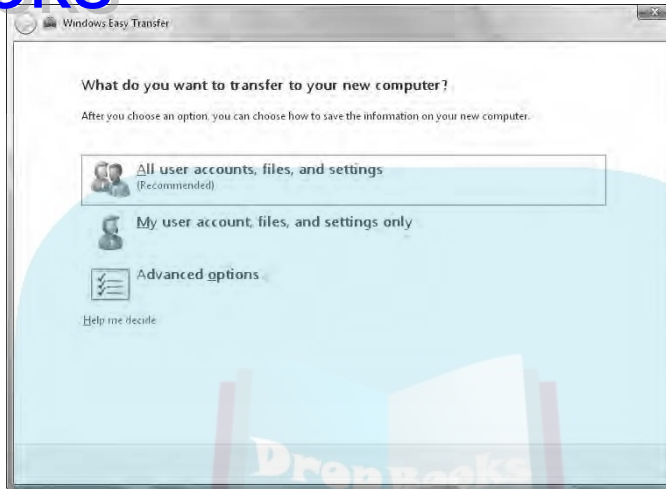 Windows Easy Transfer
What do you want to transfer to your new computer?
After you choose an option, you can choose how to save the information on your new computer.
All user accounts, files, and settings
(Recommended)
My user account, files, and settings only
Advanced options
Help me decide
DropBooks